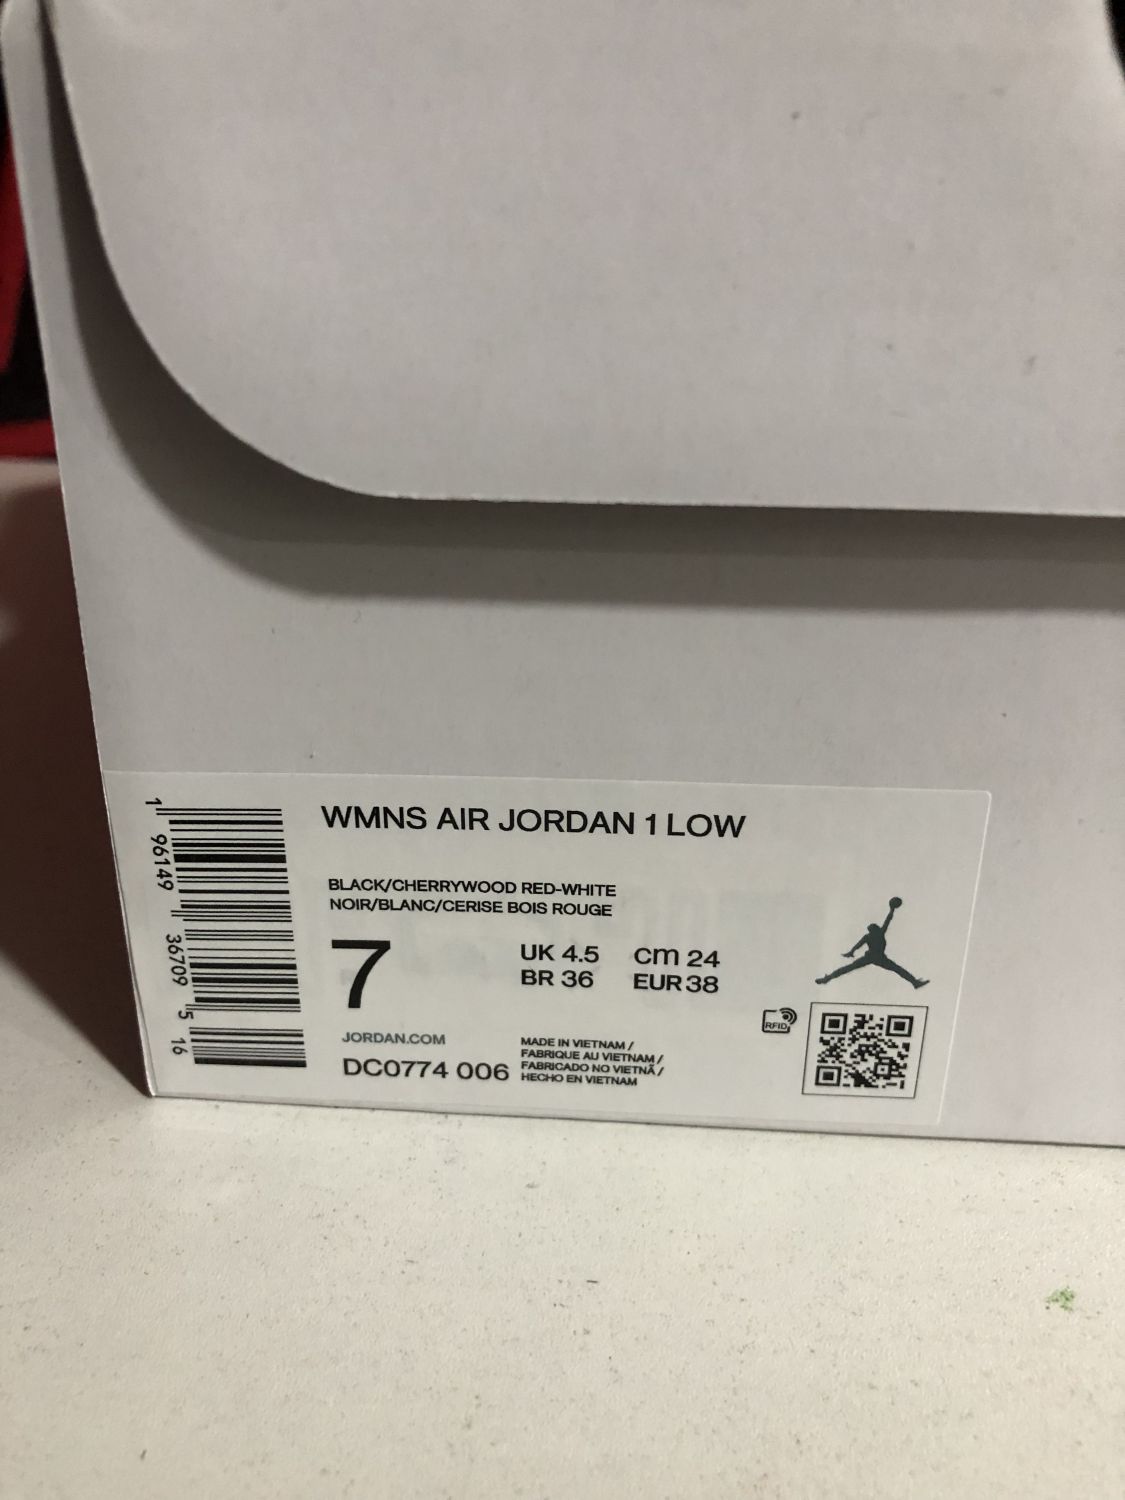 WMNS AIR JORDAN 1 LOW
BLACK/CHERRYWOOD RED-WHITE
NOIR/BLANC/CERISE BOIS ROUGE
7
UK 4.5 cm 24
BR 36 EUR 38
RFID
JORDAN.COM
DC0774 006
MADE IN VIETNAM /
FABRIQUE AU VIETNAM /
FABRICADO NO VIETNÃ /
HECHO EN VIETNAM
1 96149 36709 5 16